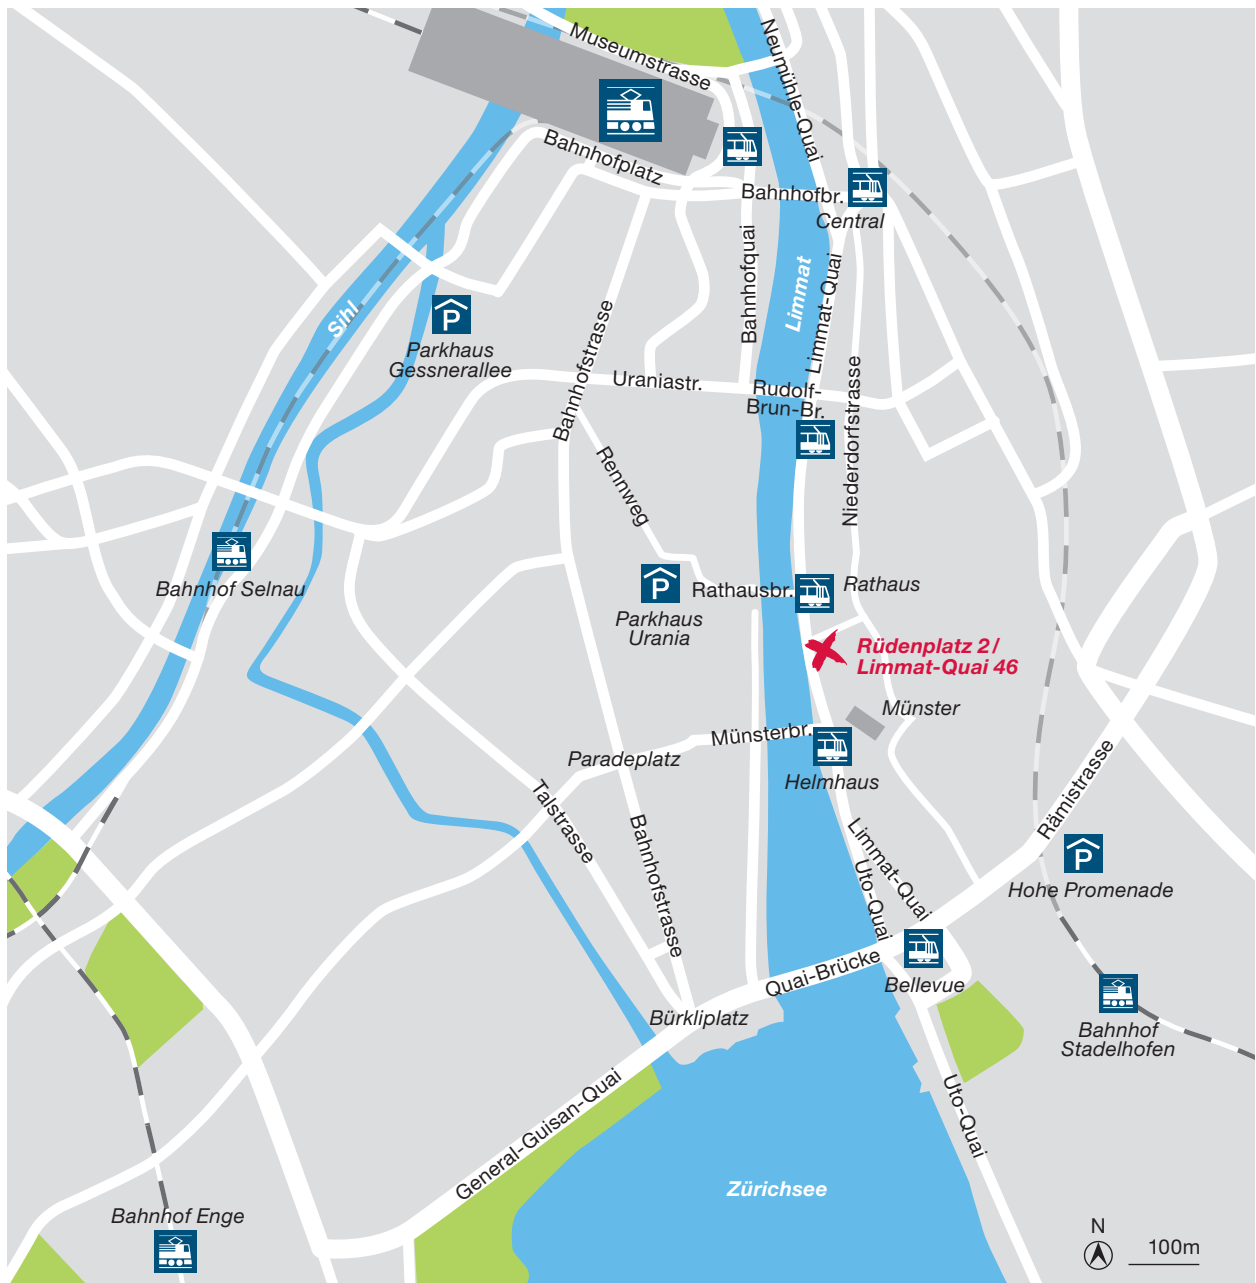 Museumstrasse
Neumühle-Quai
Bahnhofplatz
Bahnhofbr.
Central
Bahnhofquai
Limmat
Limmat-Quai
Sihl
P
Parkhaus
Gessnerallee
Bahnhofstrasse
Uraniastr.
Rudolf-
Brun-Br.
Niederdorfstrasse
Rennweg
Bahnhof Selnau
P
Parkhaus
Urania
Rathausbr.
Rathaus
Rüdenplatz 2/
Limmat-Quai 46
Münster
Münsterbr.
Paradeplatz
Helmhaus
Talstrasse
Bahnhofstrasse
Limmat-Quai
Uto-Quai
Rämistrasse
P
Hohe Promenade
Quai-Brücke
Bellevue
Bürkliplatz
Bahnhof
Stadelhofen
General-Guisan-Quai
Uto-Quai
Zürichsee
Bahnhof Enge
N
100m